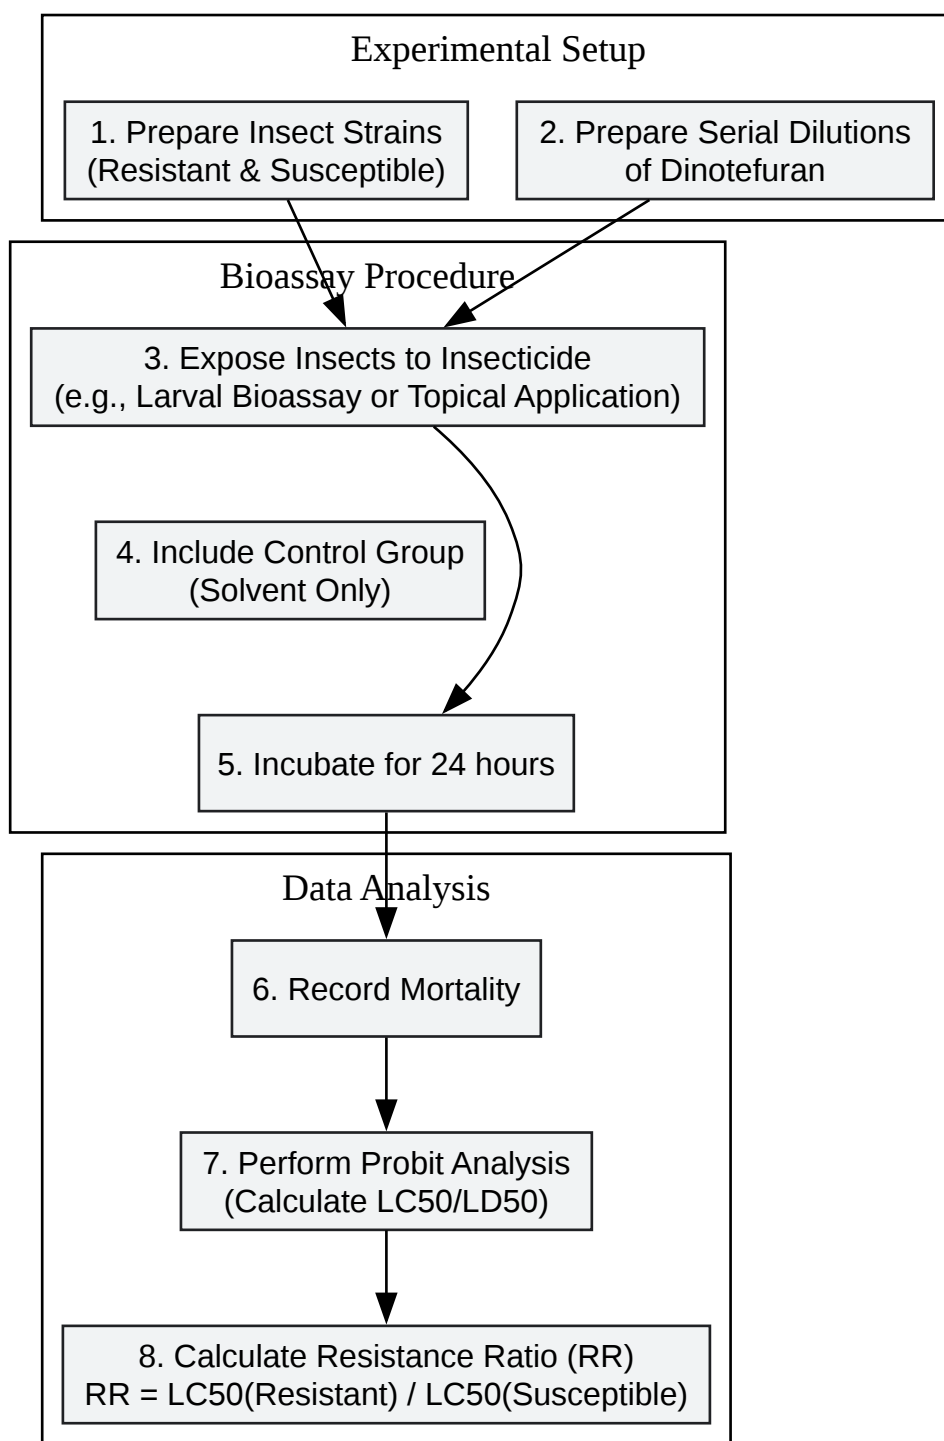 Experimental Setup
1. Prepare Insect Strains
(Resistant & Susceptible)
2. Prepare Serial Dilutions
of Dinotefuran
Bioassay Procedure
3. Expose Insects to Insecticide
(e.g., Larval Bioassay or Topical Application)
4. Include Control Group
(Solvent Only)
5. Incubate for 24 hours
Data Analysis
6. Record Mortality
7. Perform Probit Analysis
(Calculate LC50/LD50)
8. Calculate Resistance Ratio (RR)
RR = LC50(Resistant) / LC50(Susceptible)